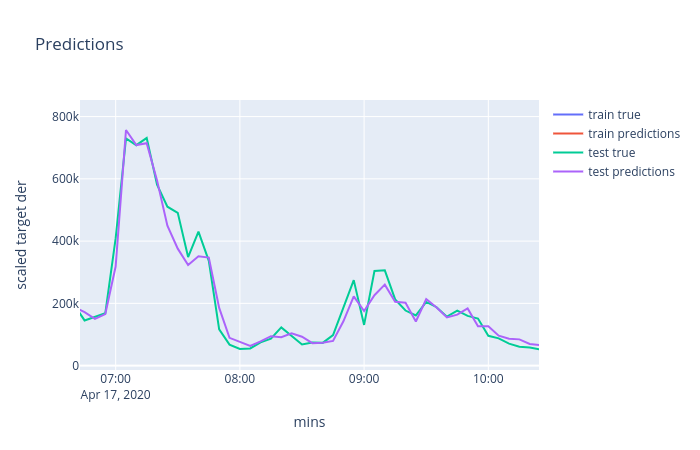 Predictions
800k
600k
400k
200k
0
scaled target der
07:00
Apr 17, 2020
08:00
09:00
10:00
mins
train true
train predictions
test true
test predictions